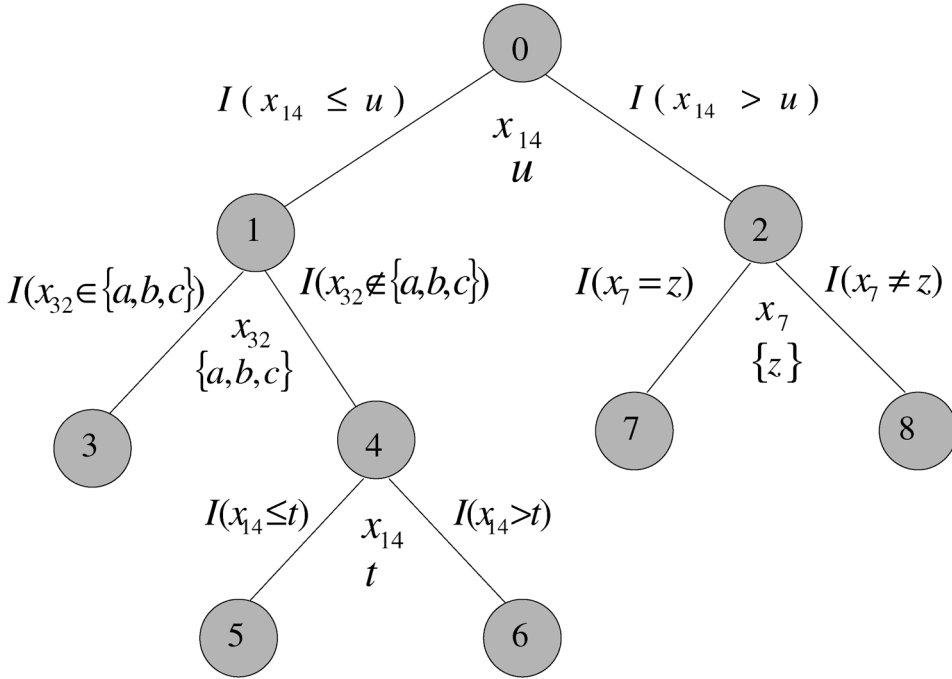 0
I ( x₁₄ ≤ u )
I ( x₁₄ > u )
x₁₄
u
1
2
I(x₃₂∈{a,b,c})
I(x₃₂∉{a,b,c})
I(x₇=z)
I(x₇≠z)
x₃₂
{a,b,c}
x₇
{z}
3
4
7
8
I(x₁₄≤t)
I(x₁₄>t)
x₁₄
t
5
6